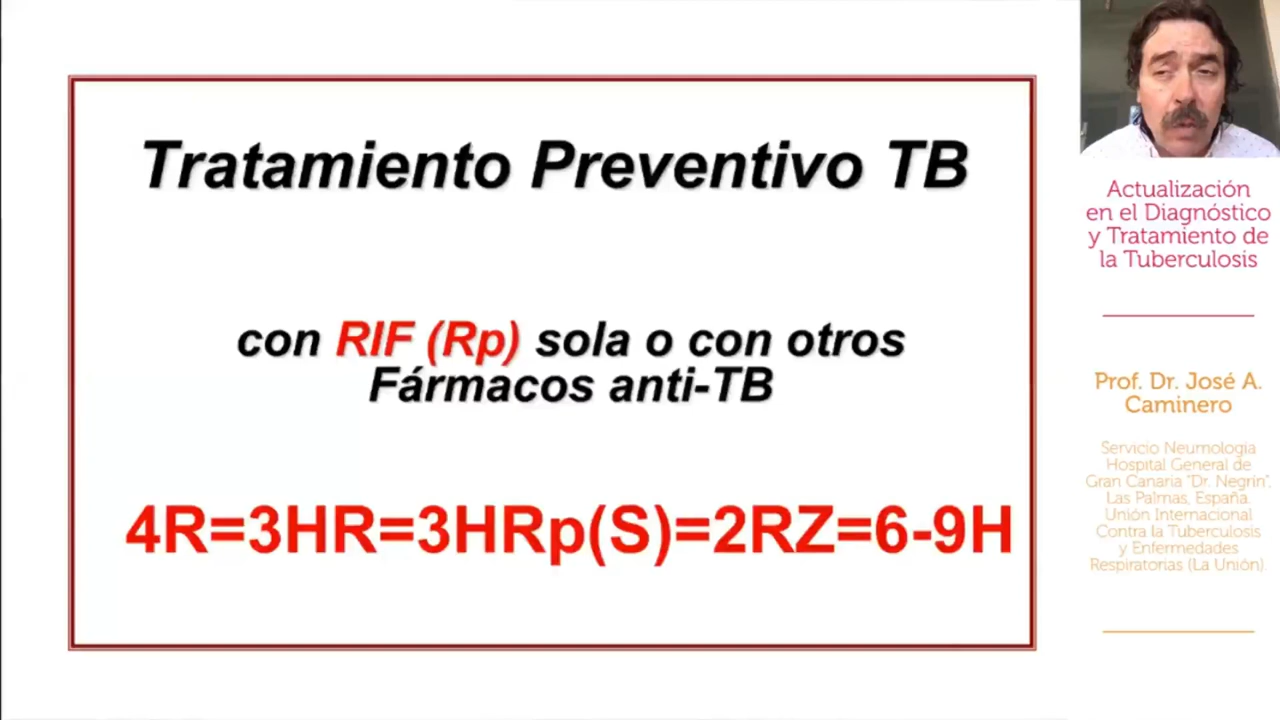 Tratamiento Preventivo TB
con RIF (Rp) sola o con otros
Fármacos anti-TB
4R=3HR=3HRp(S)=2RZ=6-9H
Actualización
en el Diagnóstico
y Tratamiento de
la Tuberculosis
Prof. Dr. José A.
Caminero
Servicio Neumología
Hospital General de
Gran Canaria "Dr. Negrín",
Las Palmas, España.
Unión Internacional
Contra la Tuberculosis
y Enfermedades
Respiratorias (La Unión)